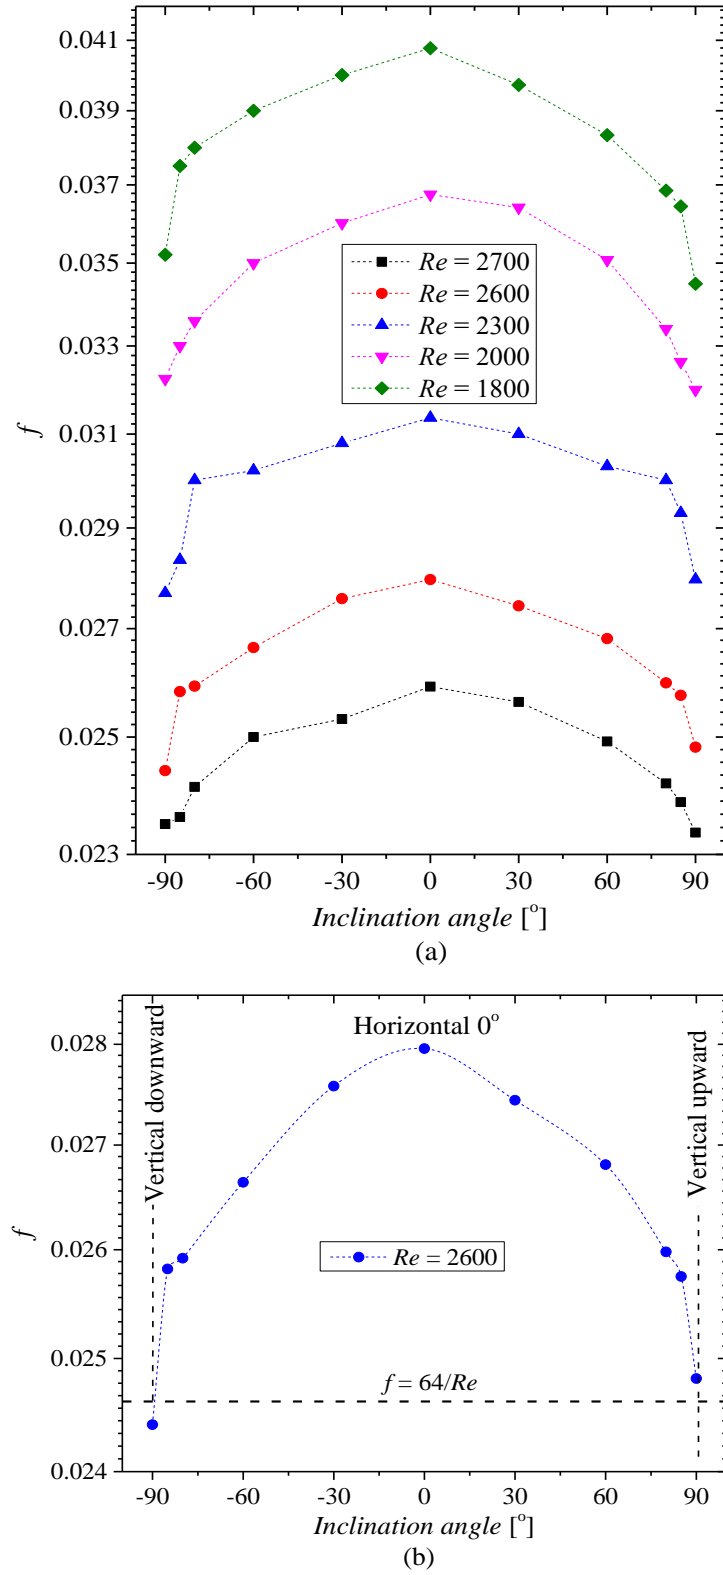 0.041
0.039
0.037
0.035
0.033
0.031
0.029
0.027
0.025
0.023
f
Re = 2700
Re = 2600
Re = 2300
Re = 2000
Re = 1800
-90 -60 -30 0 30 60 90
Inclination angle [°]
(a)
0.028
0.027
0.026
0.025
0.024
f
Vertical downward
Horizontal 0°
Vertical upward
Re = 2600
f = 64/Re
-90 -60 -30 0 30 60 90
Inclination angle [°]
(b)